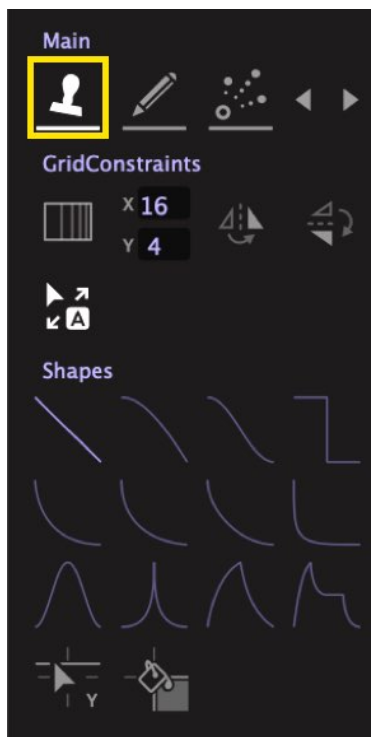 Main
GridConstraints
X 16
Y 4
A
Shapes
Y